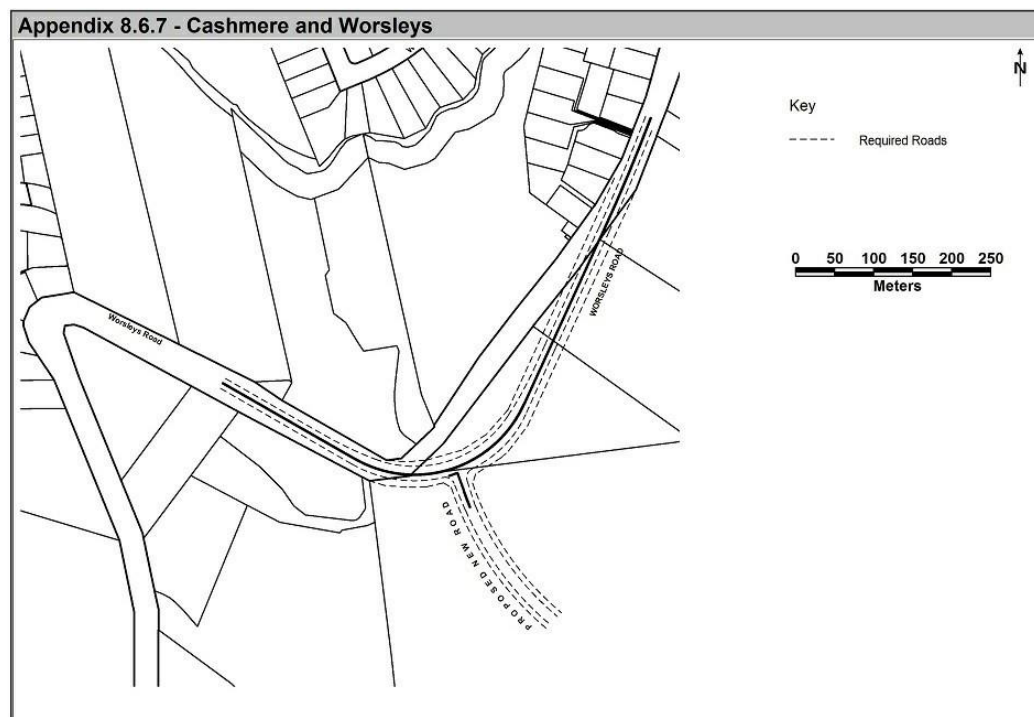 Appendix 8.6.7 - Cashmere and Worsleys
N
Key
Required Roads
0 50 100 150 200 250
Meters
WORSLEYS ROAD
Worsleys Road
PROPOSED NEW ROAD